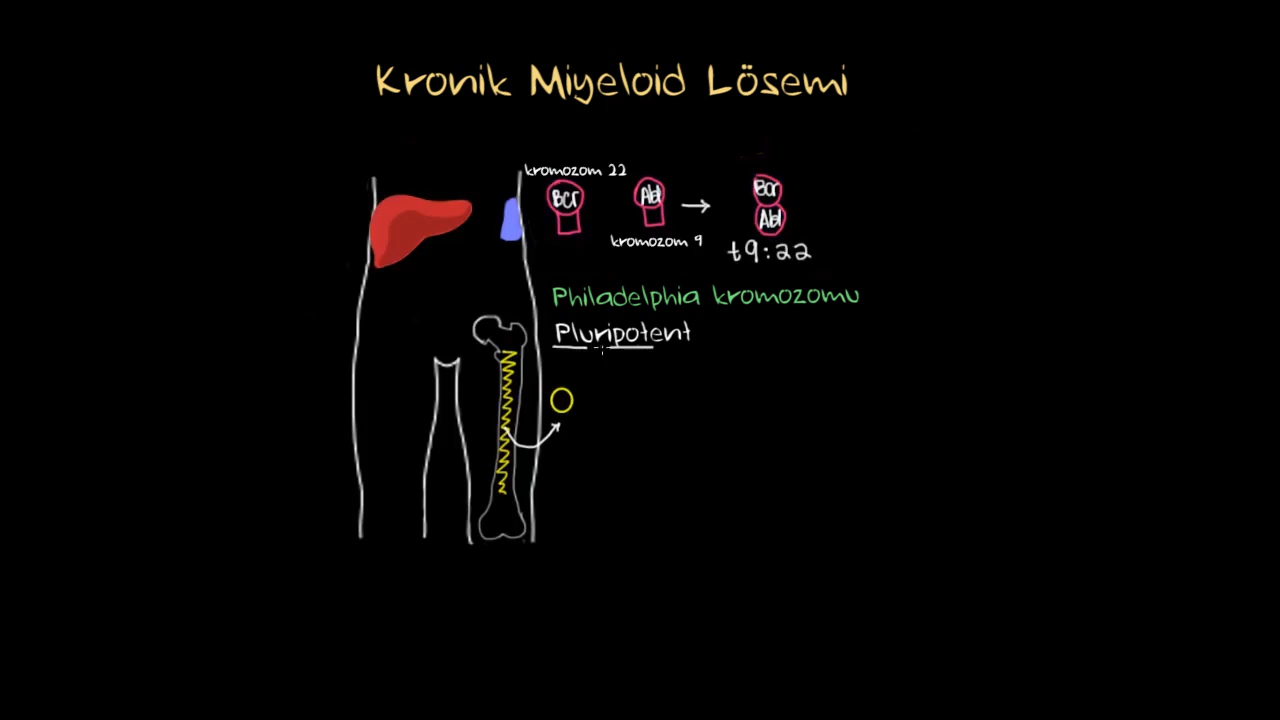 Kronik Miyeloid Lösemi
kromozom 22
Bcr Abl Bcr
Abl
kromozom 9
t9:22
Philadelphia kromozomu
Pluripotent